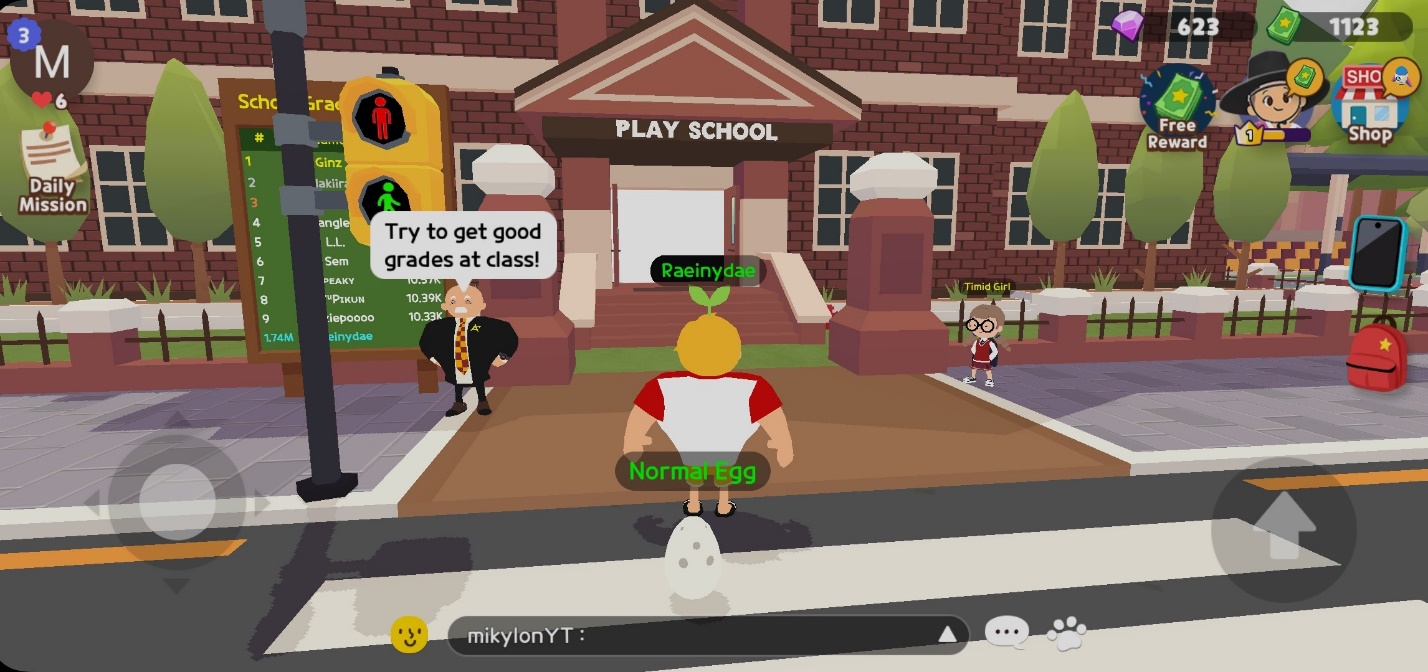 3
M
6
Daily
Mission
#
1
Ginz
2
3
4
5
L.L.
6
Sem
7
8
10.39K
9
10.33K
1.74M
Try to get good
grades at class!
PLAY SCHOOL
Raeinydae
Normal Egg
Timid Girl
623
1123
Free
Reward
1
SHO
Shop
mikylonYT :